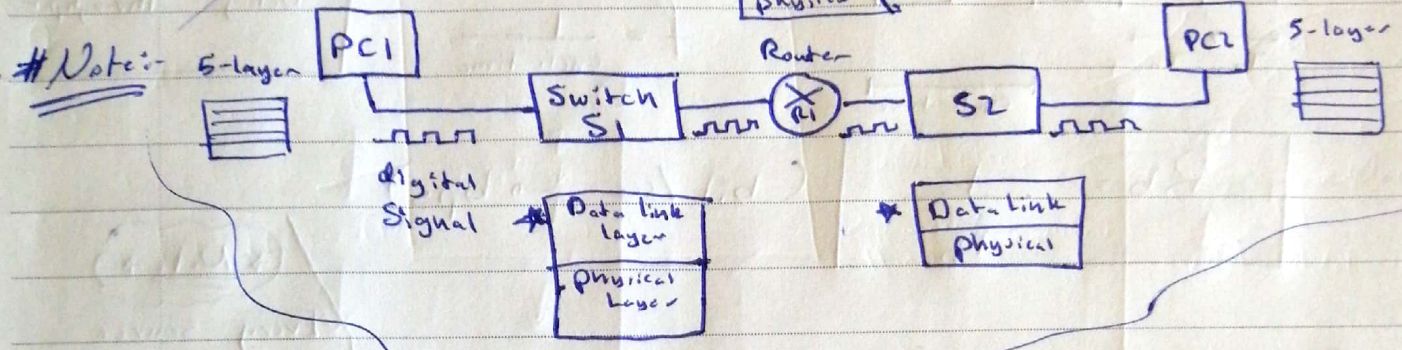 physical
# Note:-
5-layer
PC1
Switch
S1
Router
R1
S2
PC2
5-layer
digital
Signal
Data link
layer
physical
Layer
Data link
physical